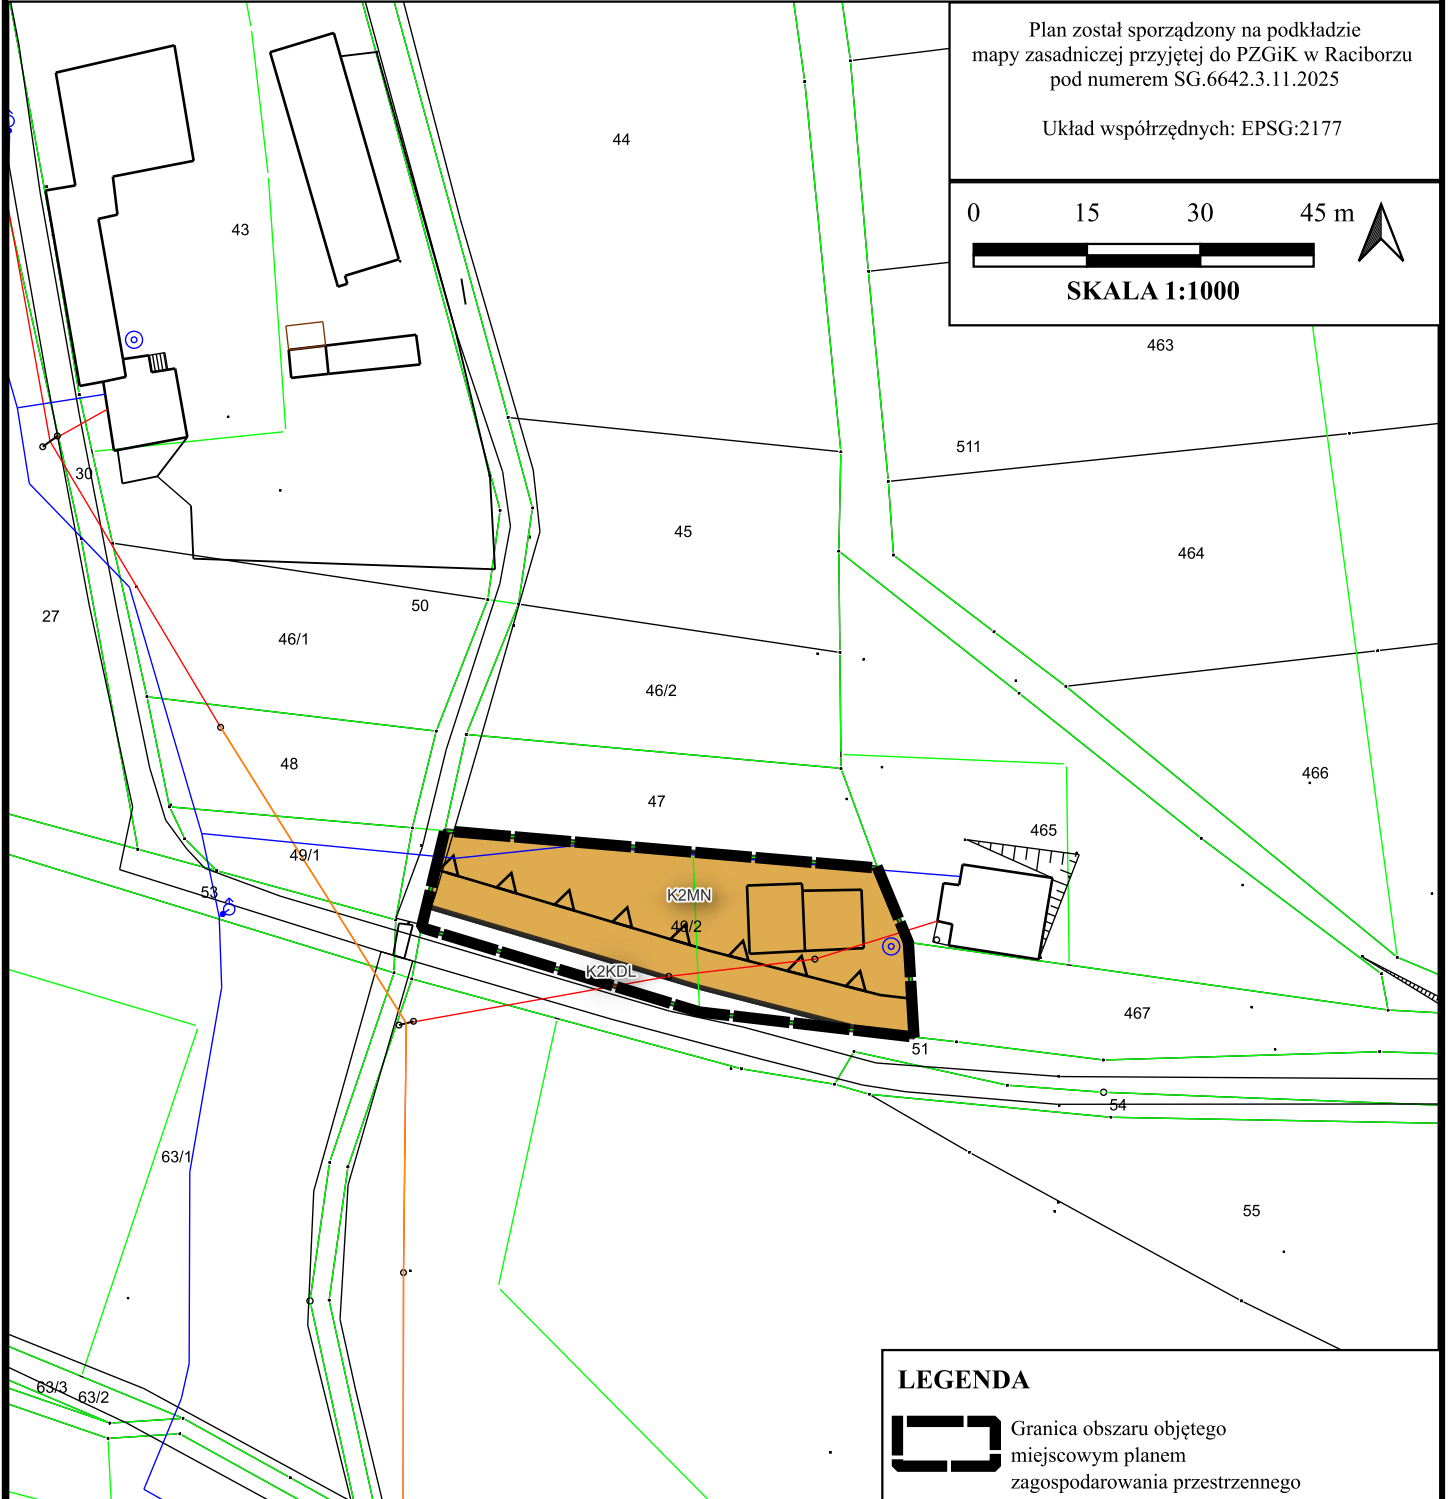 Plan został sporządzony na podkładzie
mapy zasadniczej przyjętej do PZGiK w Raciborzu
pod numerem SG.6642.3.11.2025
Układ współrzędnych: EPSG:2177
0 15 30 45 m
SKALA 1:1000
44
43
463
511
30
45
464
50
27
46/1
46/2
48
466
47
465
49/1
53
K2MN
49/2
K2KDL
467
51
54
63/1
55
63/3
63/2
LEGENDA
Granica obszaru objętego
miejscowym planem
zagospodarowania przestrzennego